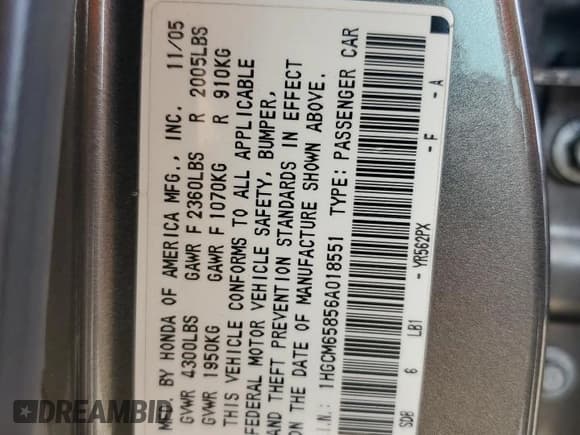 MFD. BY HONDA OF AMERICA MFG., INC. 11/05
GVWR 4300LBS GAWR F 2360LBS R 2005LBS
GVWR 1950KG GAWR F 1070KG R 910KG
THIS VEHICLE CONFORMS TO ALL APPLICABLE
FEDERAL MOTOR VEHICLE SAFETY, BUMPER,
AND THEFT PREVENTION STANDARDS IN EFFECT
ON THE DATE OF MANUFACTURE SHOWN ABOVE.
V.I.N.: 1HGCM65856A018551 TYPE: PASSENGER CAR
SDB 6 LB1 - YR562PX - F - A
DREAMBID